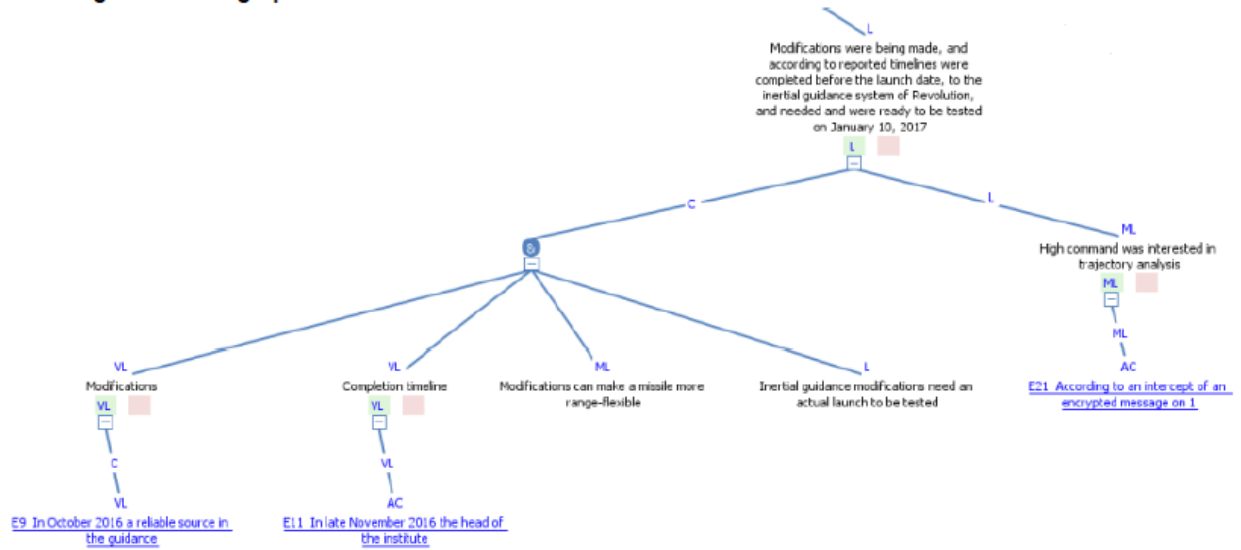 L
Modifications were being made, and
according to reported timelines were
completed before the launch date, to the
inertial guidance system of Revolution,
and needed and were ready to be tested
on January 10, 2017
L
C
L
&
ML
High command was interested in
trajectory analysis
ML
ML
AC
E21 According to an intercept of an
encrypted message on 1
VL
Modifications
VL
C
VL
E9 In October 2016 a reliable source in
the guidance
VL
Completion timeline
VL
VL
AC
E11 In late November 2016 the head of
the institute
ML
Modifications can make a missile more
range-flexible
L
Inertial guidance modifications need an
actual launch to be tested